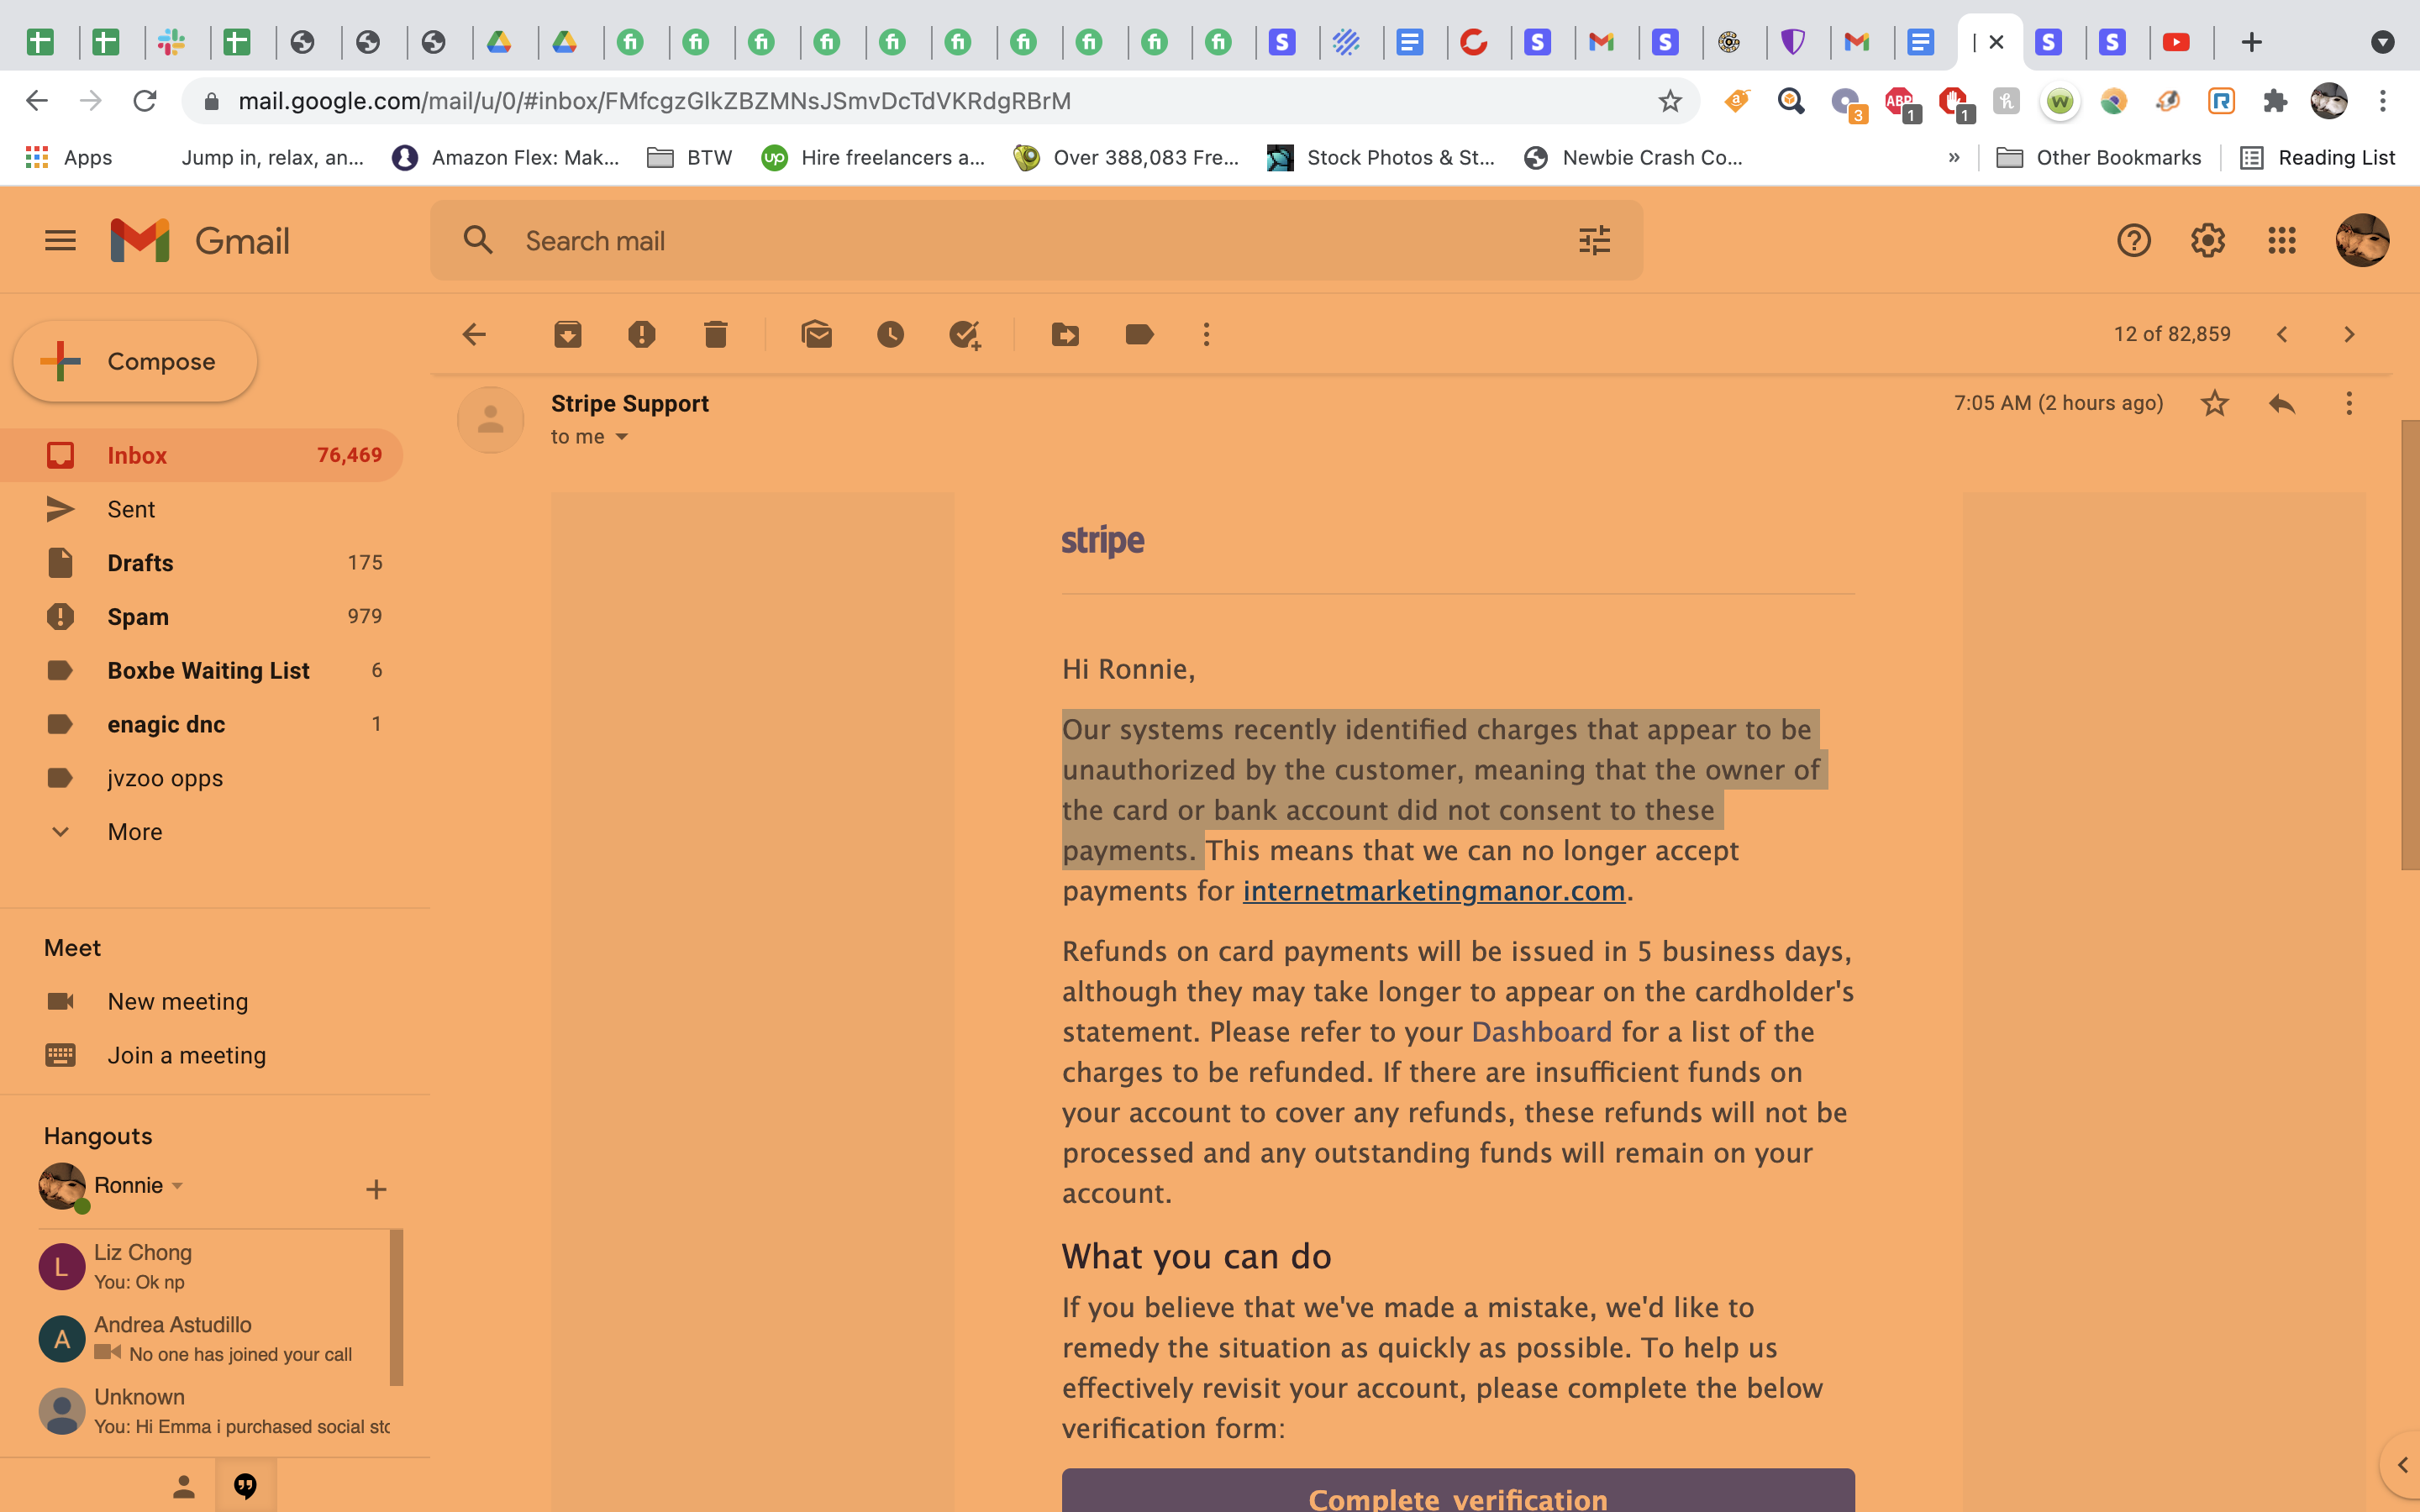 mail.google.com/mail/u/0/#inbox/FMfcgzGlkZBZMNsJSmvDcTdVKRdgRBrM
3
ABP
1
1
Apps
Jump in, relax, an...
Amazon Flex: Mak...
BTW
up
Hire freelancers a...
Over 388,083 Fre...
Stock Photos & St...
Newbie Crash Co...
»
Other Bookmarks
Reading List
Gmail
Search mail
Compose
12 of 82,859
Inbox 76,469
Sent
Drafts 175
Spam 979
Boxbe Waiting List 6
enagic dnc 1
jvzoo opps
More
Meet
New meeting
Join a meeting
Hangouts
Ronnie
L
Liz Chong
You: Ok np
A
Andrea Astudillo
No one has joined your call
Unknown
You: Hi Emma i purchased social sto
Stripe Support
7:05 AM (2 hours ago)
to me
stripe
Hi Ronnie,
Our systems recently identified charges that appear to be
unauthorized by the customer, meaning that the owner of
the card or bank account did not consent to these
payments. This means that we can no longer accept
payments for internetmarketingmanor.com.
Refunds on card payments will be issued in 5 business days,
although they may take longer to appear on the cardholder's
statement. Please refer to your Dashboard for a list of the
charges to be refunded. If there are insufficient funds on
your account to cover any refunds, these refunds will not be
processed and any outstanding funds will remain on your
account.
What you can do
If you believe that we've made a mistake, we'd like to
remedy the situation as quickly as possible. To help us
effectively revisit your account, please complete the below
verification form:
Complete verification